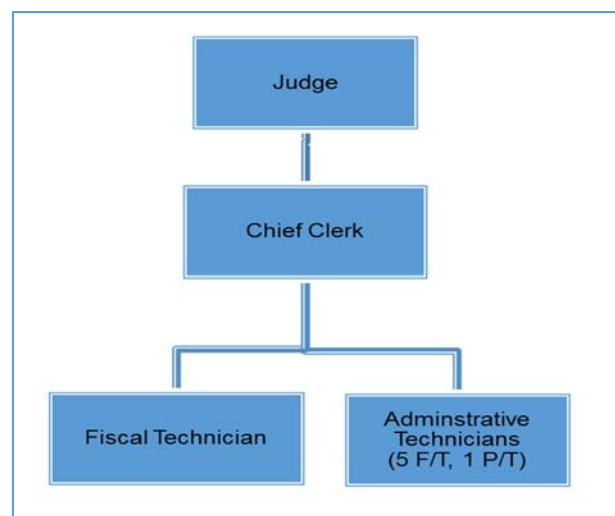 Judge
Chief Clerk
Fiscal Technician
Adminstrative
Technicians
(5 F/T, 1 P/T)